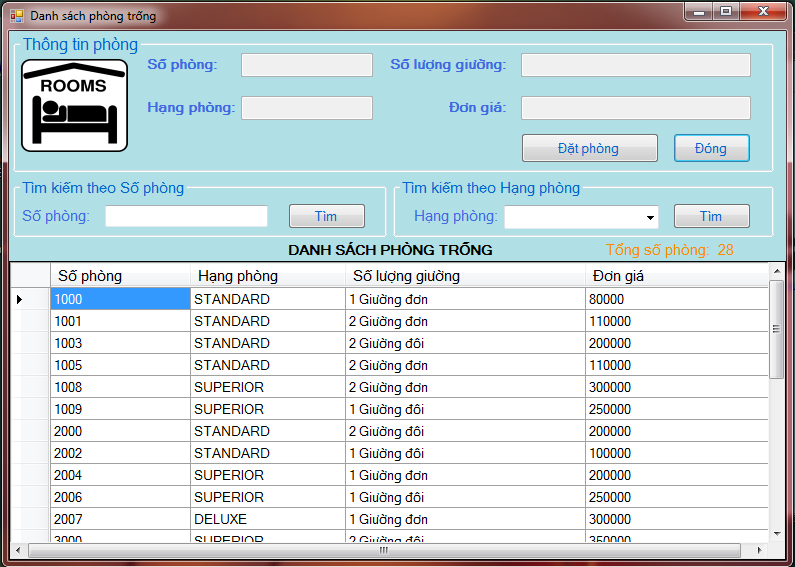 Danh sách phòng trống
Thông tin phòng
ROOMS
Số phòng:
Số lượng giường:
Hạng phòng:
Đơn giá:
Đặt phòng
Đóng
Tìm kiếm theo Số phòng
Tìm kiếm theo Hạng phòng
Số phòng:
Tìm
Hạng phòng:
Tìm
DANH SÁCH PHÒNG TRỐNG
Tổng số phòng: 28
Số phòng Hạng phòng Số lượng giường Đơn giá
1000 STANDARD 1 Giường đơn 80000
1001 STANDARD 2 Giường đơn 110000
1003 STANDARD 2 Giường đôi 200000
1005 STANDARD 2 Giường đơn 110000
1008 SUPERIOR 2 Giường đơn 300000
1009 SUPERIOR 1 Giường đôi 250000
2000 STANDARD 2 Giường đôi 200000
2002 STANDARD 1 Giường đôi 100000
2004 SUPERIOR 1 Giường đơn 200000
2006 SUPERIOR 1 Giường đôi 250000
2007 DELUXE 1 Giường đơn 300000
3000 SUPERIOR 2 Giường đôi 350000